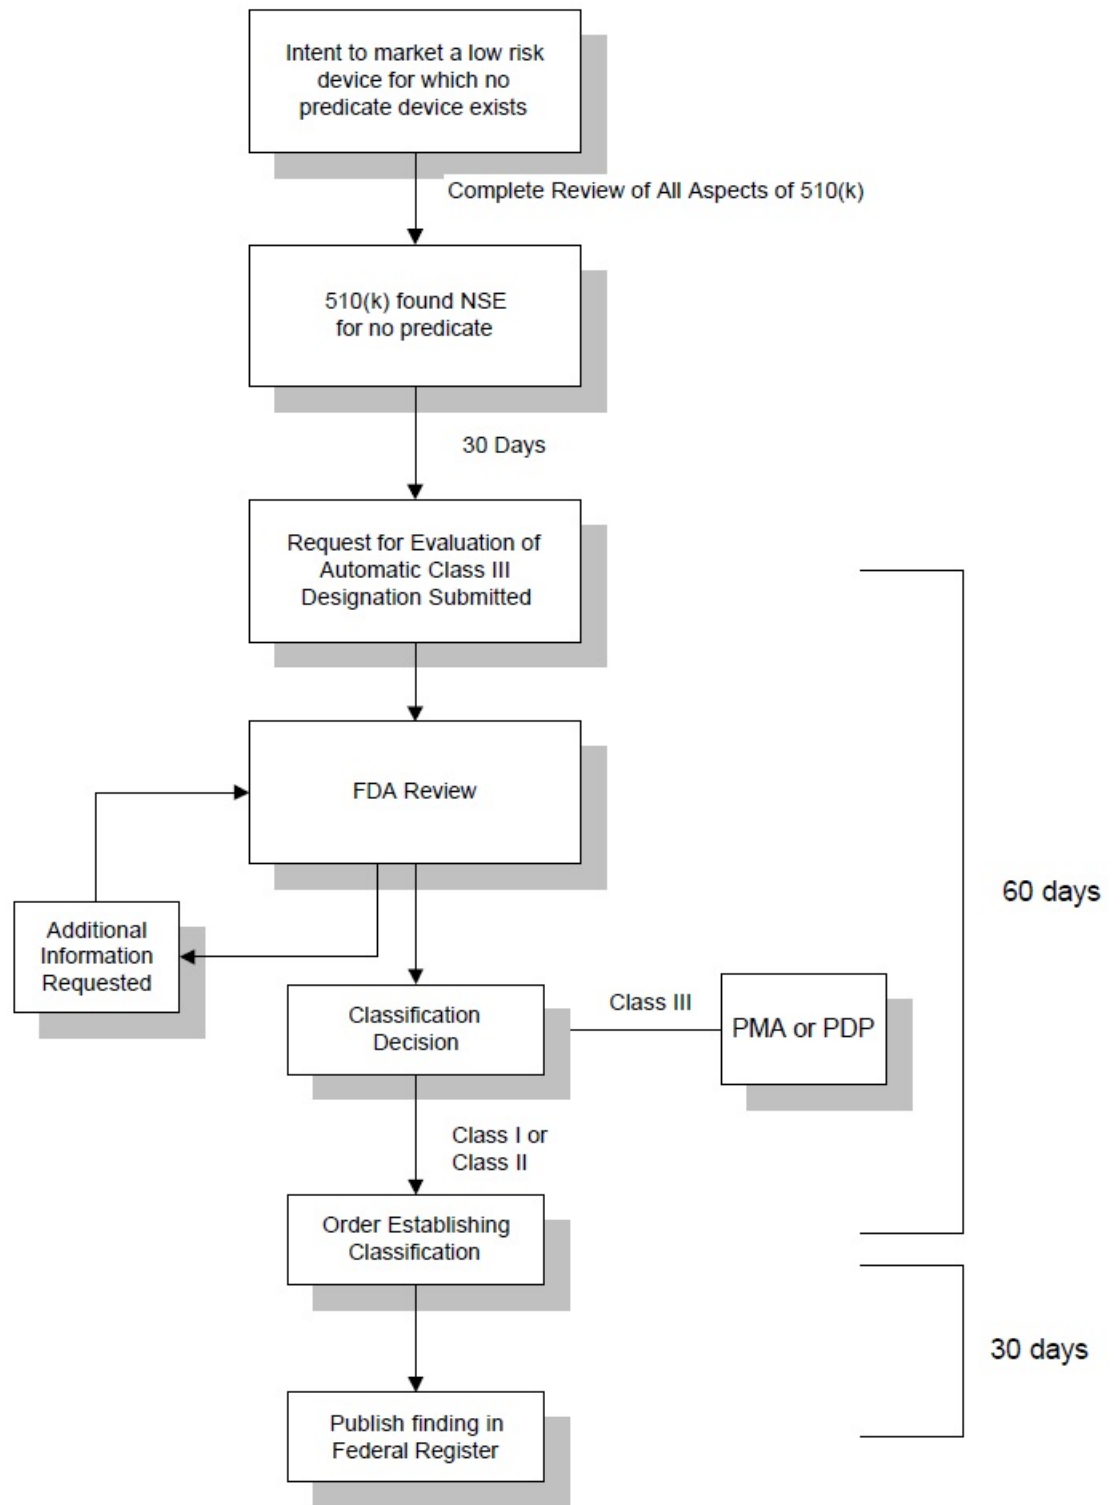 Intent to market a low risk
device for which no
predicate device exists
Complete Review of All Aspects of 510(k)
510(k) found NSE
for no predicate
30 Days
Request for Evaluation of
Automatic Class III
Designation Submitted
FDA Review
60 days
Additional
Information
Requested
Classification
Decision
Class III
PMA or PDP
Class I or
Class II
Order Establishing
Classification
30 days
Publish finding in
Federal Register